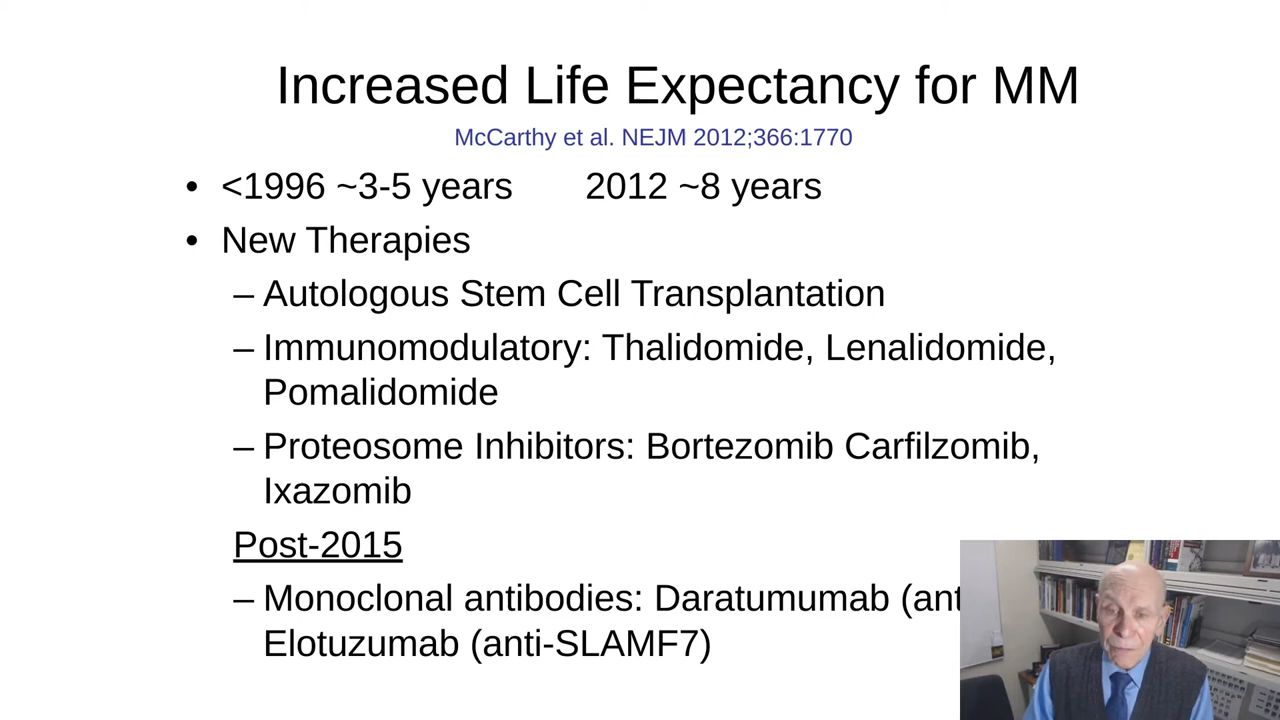 Increased Life Expectancy for MM
McCarthy et al. NEJM 2012;366:1770
• <1996 ~3-5 years 2012 ~8 years
• New Therapies
– Autologous Stem Cell Transplantation
– Immunomodulatory: Thalidomide, Lenalidomide,
Pomalidomide
– Proteosome Inhibitors: Bortezomib Carfilzomib,
Ixazomib
Post-2015
– Monoclonal antibodies: Daratumumab (ant
Elotuzumab (anti-SLAMF7)